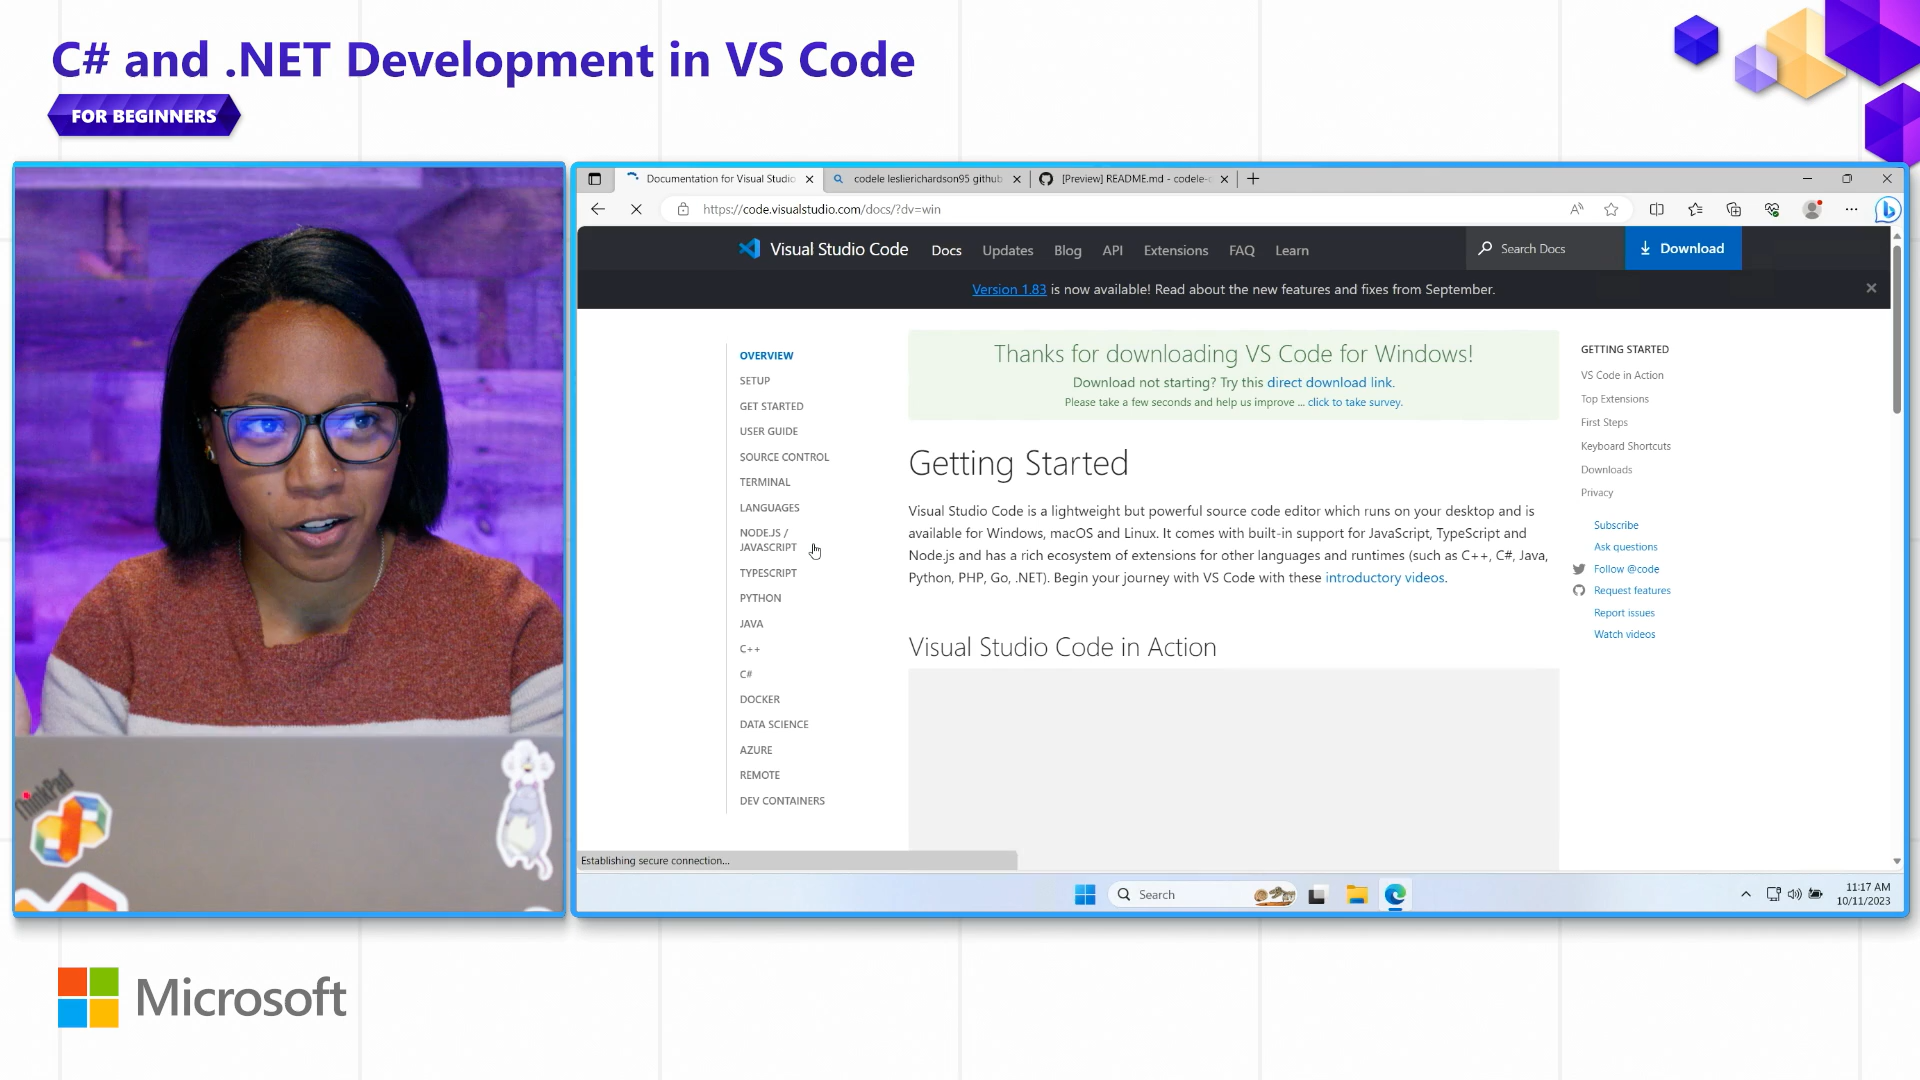 C# and .NET Development in VS Code
FOR BEGINNERS
Documentation for Visual Studio
codele leslierichardson95 github
[Preview] README.md - codele-
https://code.visualstudio.com/docs/?dv=win
Visual Studio Code
Docs
Updates
Blog
API
Extensions
FAQ
Learn
Search Docs
Download
Version 1.83 is now available! Read about the new features and fixes from September.
OVERVIEW
SETUP
GET STARTED
USER GUIDE
SOURCE CONTROL
TERMINAL
LANGUAGES
NODE.JS /
JAVASCRIPT
TYPESCRIPT
PYTHON
JAVA
C++
C#
DOCKER
DATA SCIENCE
AZURE
REMOTE
DEV CONTAINERS
Thanks for downloading VS Code for Windows!
Download not starting? Try this direct download link.
Please take a few seconds and help us improve ... click to take survey.
Getting Started
Visual Studio Code is a lightweight but powerful source code editor which runs on your desktop and is
available for Windows, macOS and Linux. It comes with built-in support for JavaScript, TypeScript and
Node.js and has a rich ecosystem of extensions for other languages and runtimes (such as C++, C#, Java,
Python, PHP, Go, .NET). Begin your journey with VS Code with these introductory videos.
Visual Studio Code in Action
GETTING STARTED
VS Code in Action
Top Extensions
First Steps
Keyboard Shortcuts
Downloads
Privacy
Subscribe
Ask questions
Follow @code
Request features
Report issues
Watch videos
Establishing secure connection...
Search
11:17 AM
10/11/2023
ThinkPad
Microsoft